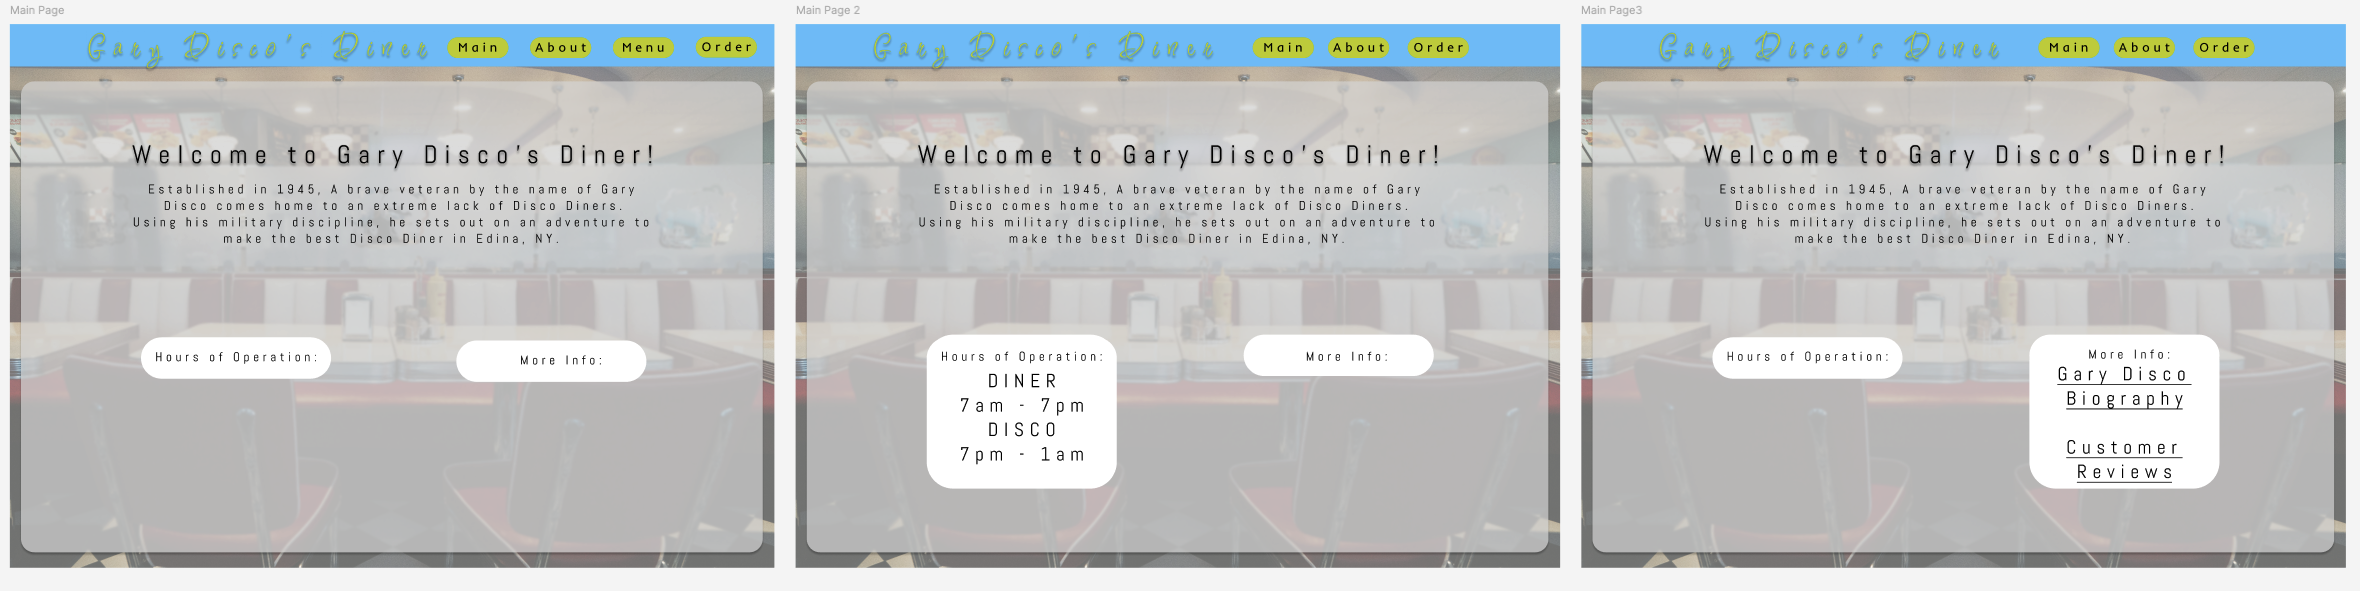 Main Page
Gary Disco's Diner
Main
About
Menu
Order
Welcome to Gary Disco's Diner!
Established in 1945, A brave veteran by the name of Gary
Disco comes home to an extreme lack of Disco Diners.
Using his military discipline, he sets out on an adventure to
make the best Disco Diner in Edina, NY.
Hours of Operation:
More Info:
Main Page 2
Gary Disco's Diner
Main
About
Order
Welcome to Gary Disco's Diner!
Established in 1945, A brave veteran by the name of Gary
Disco comes home to an extreme lack of Disco Diners.
Using his military discipline, he sets out on an adventure to
make the best Disco Diner in Edina, NY.
Hours of Operation:
DINER
7am - 7pm
DISCO
7pm - 1am
More Info:
Main Page3
Gary Disco's Diner
Main
About
Order
Welcome to Gary Disco's Diner!
Established in 1945, A brave veteran by the name of Gary
Disco comes home to an extreme lack of Disco Diners.
Using his military discipline, he sets out on an adventure to
make the best Disco Diner in Edina, NY.
Hours of Operation:
More Info:
Gary Disco
Biography
Customer
Reviews